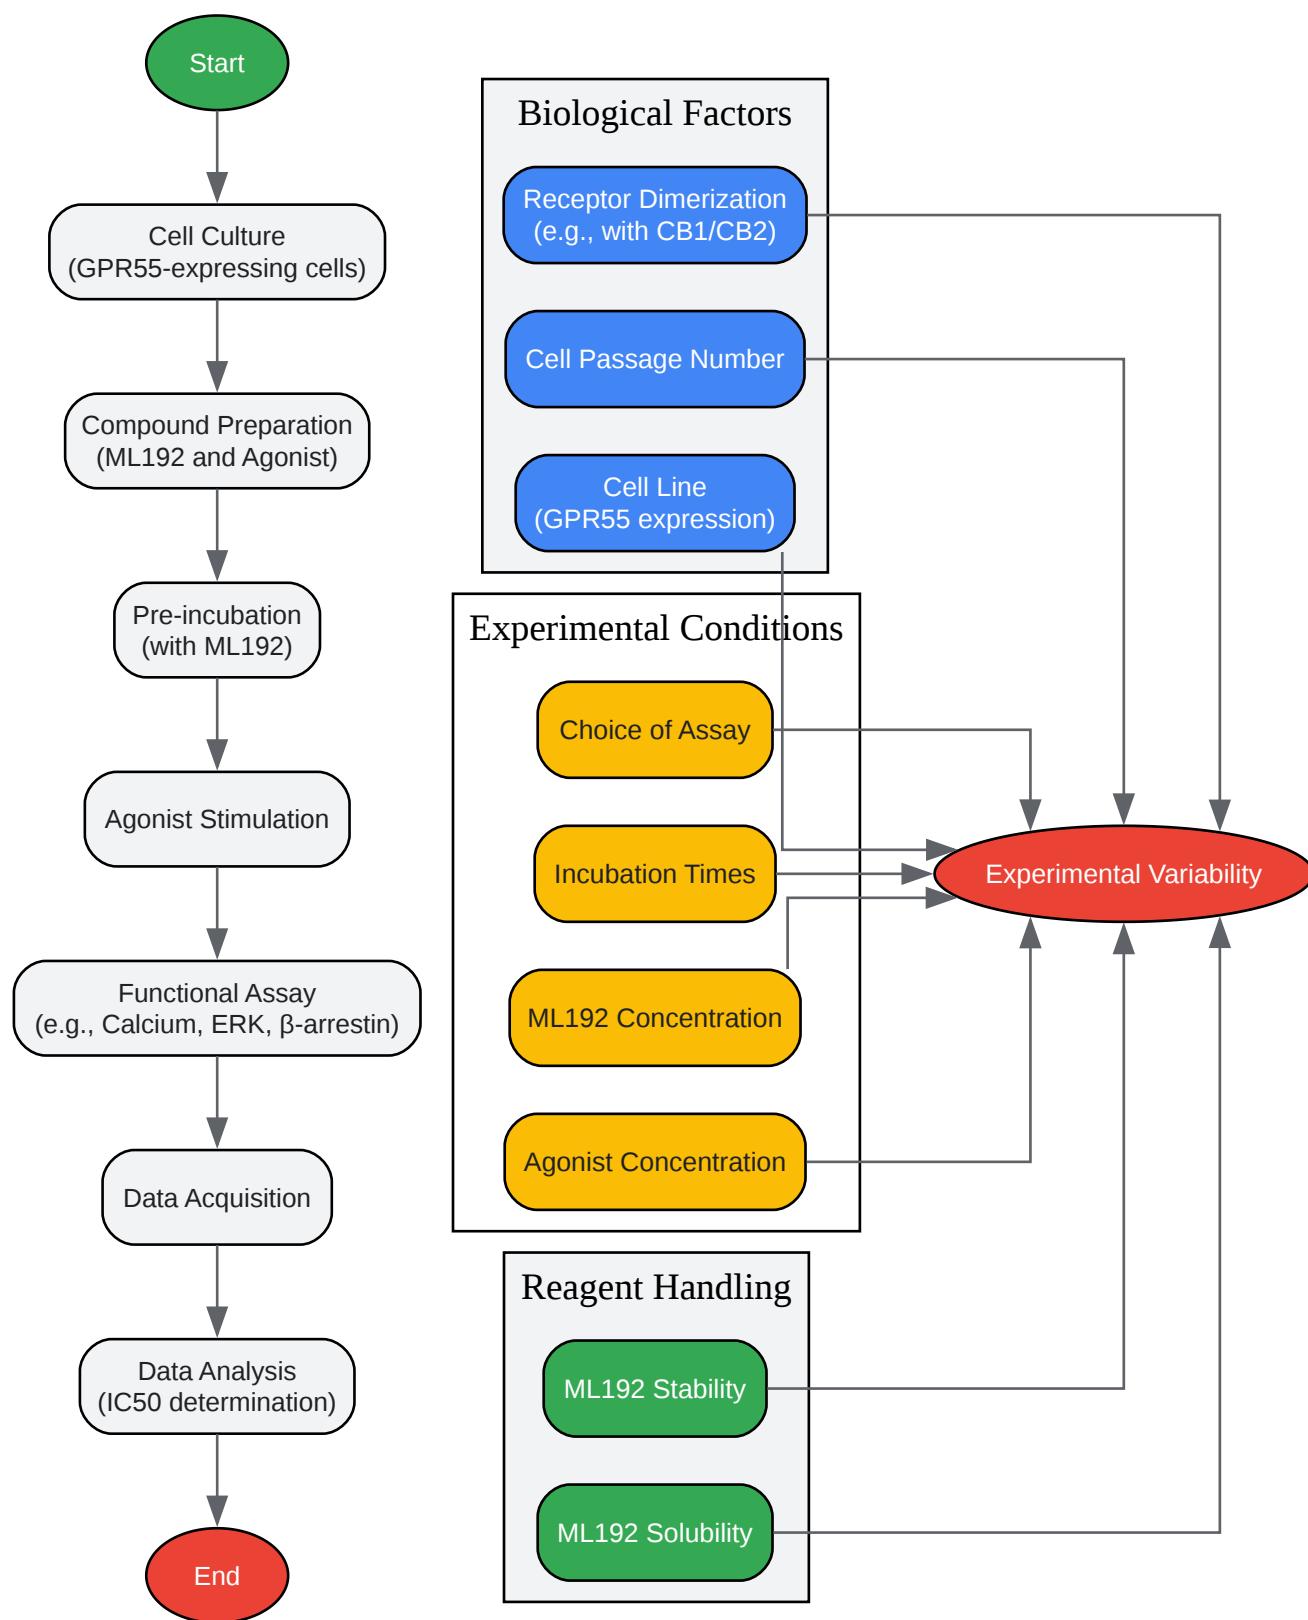 Start
Cell Culture
(GPR55-expressing cells)
Compound Preparation
(ML192 and Agonist)
Pre-incubation
(with ML192)
Agonist Stimulation
Functional Assay
(e.g., Calcium, ERK, β-arrestin)
Data Acquisition
Data Analysis
(IC50 determination)
End
Biological Factors
Receptor Dimerization
(e.g., with CB1/CB2)
Cell Passage Number
Cell Line
(GPR55 expression)
Experimental Conditions
Choice of Assay
Incubation Times
ML192 Concentration
Agonist Concentration
Reagent Handling
ML192 Stability
ML192 Solubility
Experimental Variability